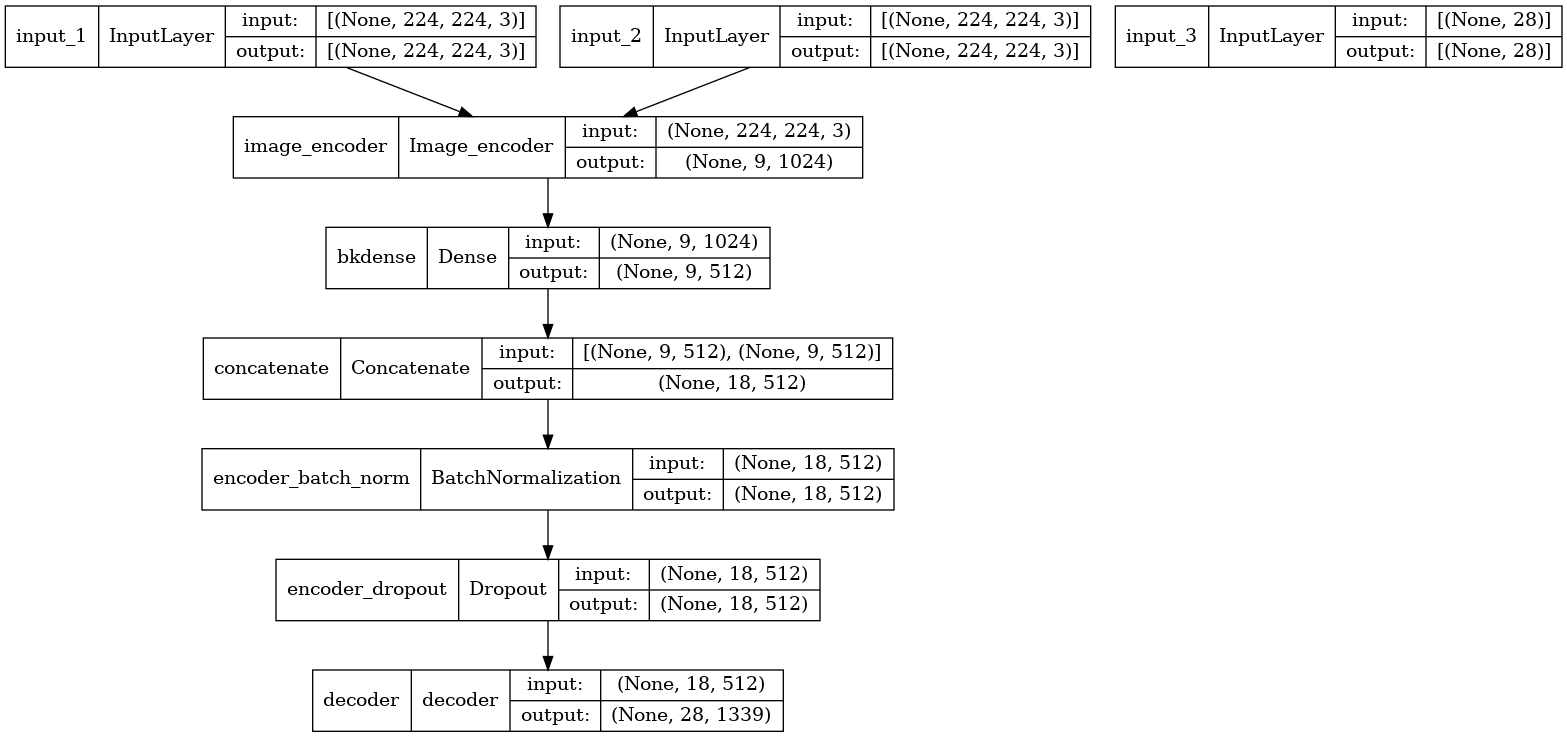 input_1 InputLayer input: [(None, 224, 224, 3)]
output: [(None, 224, 224, 3)]
input_2 InputLayer input: [(None, 224, 224, 3)]
output: [(None, 224, 224, 3)]
input_3 InputLayer input: [(None, 28)]
output: [(None, 28)]
image_encoder Image_encoder input: (None, 224, 224, 3)
output: (None, 9, 1024)
bkdense Dense input: (None, 9, 1024)
output: (None, 9, 512)
concatenate Concatenate input: [(None, 9, 512), (None, 9, 512)]
output: (None, 18, 512)
encoder_batch_norm BatchNormalization input: (None, 18, 512)
output: (None, 18, 512)
encoder_dropout Dropout input: (None, 18, 512)
output: (None, 18, 512)
decoder decoder input: (None, 18, 512)
output: (None, 28, 1339)